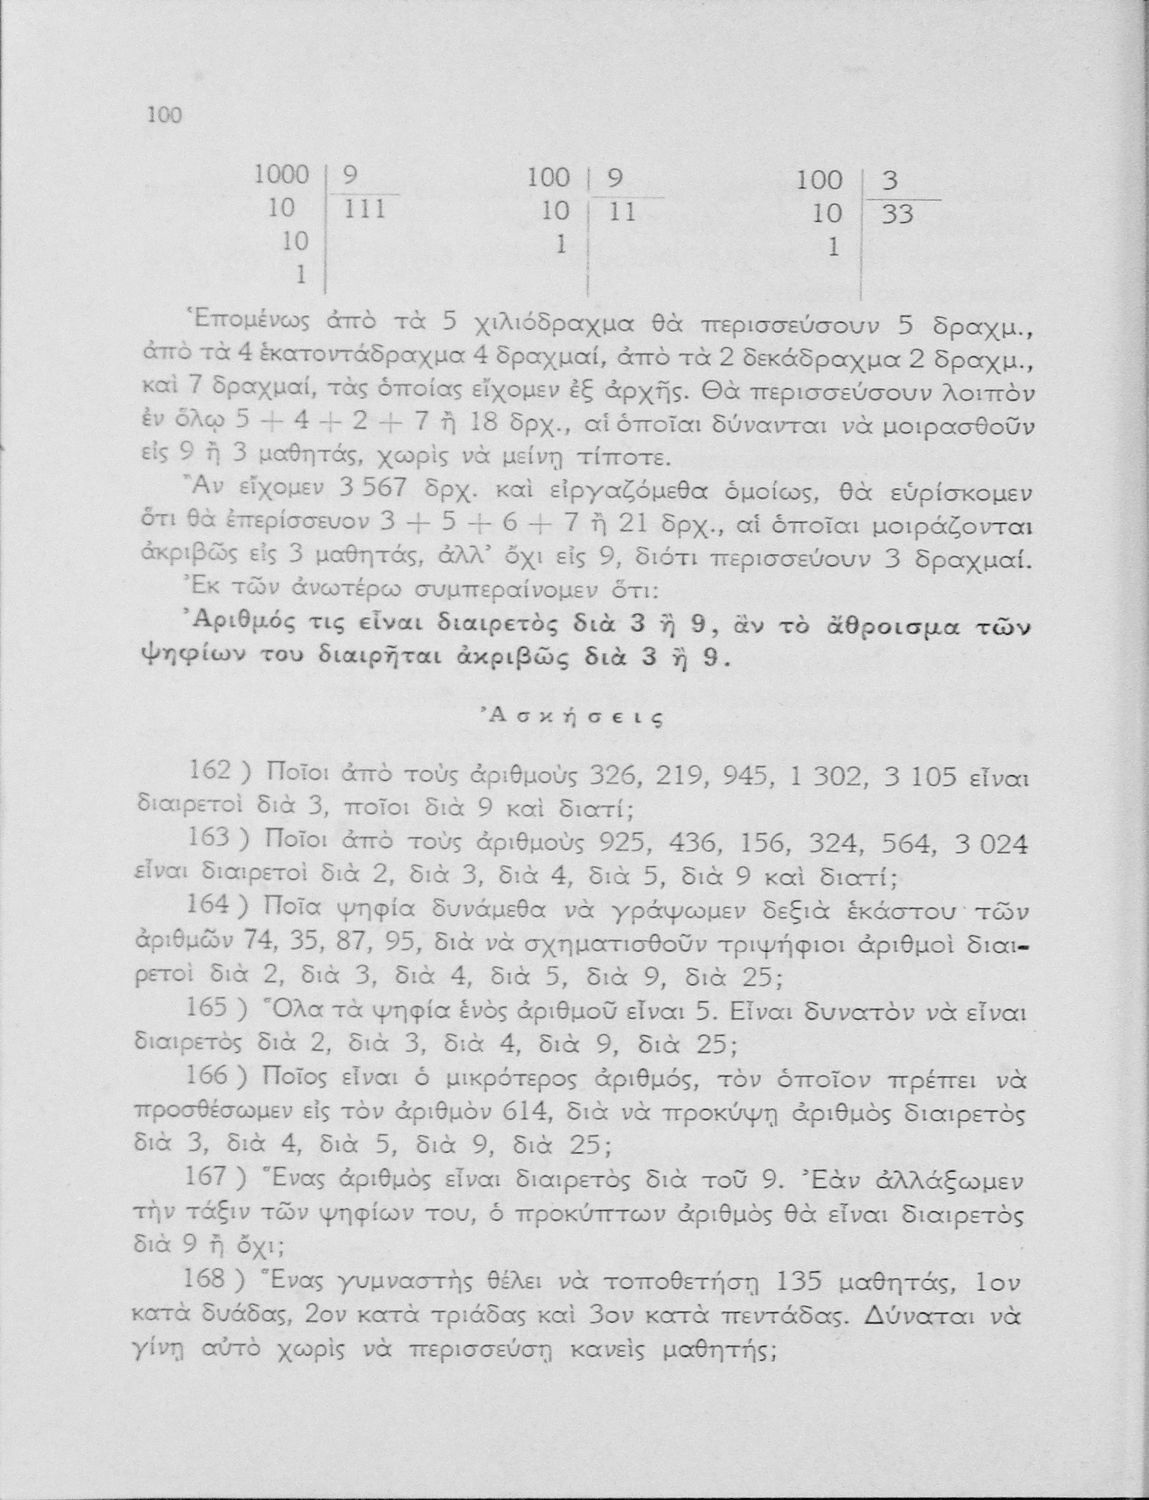 100
1000 | 9 100 | 9 100 | 3
10 | 111 10 | 11 10 | 33
10 1 1
1
Ἑπομένως ἀπὸ τὰ 5 χιλιόδραχμα θὰ περισσεύσουν 5 δραχμ.,
ἀπὸ τὰ 4 ἑκατοντάδραχμα 4 δραχμαί, ἀπὸ τὰ 2 δεκάδραχμα 2 δραχμ.,
καὶ 7 δραχμαί, τὰς ὁποίας εἴχομεν ἐξ ἀρχῆς. Θὰ περισσεύσουν λοιπὸν
ἐν ὅλῳ 5 + 4 + 2 + 7 ἢ 18 δρχ., αἱ ὁποῖαι δύνανται νὰ μοιρασθοῦν
εἰς 9 ἢ 3 μαθητάς, χωρὶς νὰ μείνῃ τίποτε.
Ἂν εἴχομεν 3 567 δρχ. καὶ εἰργαζόμεθα ὁμοίως, θὰ εὑρίσκομεν
ὅτι θὰ ἐπερίσσευον 3 + 5 + 6 + 7 ἢ 21 δρχ., αἱ ὁποῖαι μοιράζονται
ἀκριβῶς εἰς 3 μαθητάς, ἀλλ’ ὄχι εἰς 9, διότι περισσεύουν 3 δραχμαί.
Ἐκ τῶν ἀνωτέρω συμπεραίνομεν ὅτι:
Ἀριθμός τις εἶναι διαιρετὸς διὰ 3 ἢ 9, ἂν τὸ ἄθροισμα τῶν
ψηφίων του διαιρῆται ἀκριβῶς διὰ 3 ἢ 9.
Ἀσκήσεις
162 ) Ποῖοι ἀπὸ τοὺς ἀριθμοὺς 326, 219, 945, 1 302, 3 105 εἶναι
διαιρετοὶ διὰ 3, ποῖοι διὰ 9 καὶ διατί;
163 ) Ποῖοι ἀπὸ τοὺς ἀριθμοὺς 925, 436, 156, 324, 564, 3 024
εἶναι διαιρετοὶ διὰ 2, διὰ 3, διὰ 4, διὰ 5, διὰ 9 καὶ διατί;
164 ) Ποῖα ψηφία δυνάμεθα νὰ γράψωμεν δεξιὰ ἑκάστου τῶν
ἀριθμῶν 74, 35, 87, 95, διὰ νὰ σχηματισθοῦν τριψήφιοι ἀριθμοὶ διαι-
ρετοὶ διὰ 2, διὰ 3, διὰ 4, διὰ 5, διὰ 9, διὰ 25;
165 ) Ὅλα τὰ ψηφία ἑνὸς ἀριθμοῦ εἶναι 5. Εἶναι δυνατὸν νὰ εἶναι
διαιρετὸς διὰ 2, διὰ 3, διὰ 4, διὰ 9, διὰ 25;
166 ) Ποῖος εἶναι ὁ μικρότερος ἀριθμός, τὸν ὁποῖον πρέπει νὰ
προσθέσωμεν εἰς τὸν ἀριθμὸν 614, διὰ νὰ προκύψῃ ἀριθμὸς διαιρετὸς
διὰ 3, διὰ 4, διὰ 5, διὰ 9, διὰ 25;
167 ) Ἕνας ἀριθμὸς εἶναι διαιρετὸς διὰ τοῦ 9. Ἐὰν ἀλλάξωμεν
τὴν τάξιν τῶν ψηφίων του, ὁ προκύπτων ἀριθμὸς θὰ εἶναι διαιρετὸς
διὰ 9 ἢ ὄχι;
168 ) Ἕνας γυμναστὴς θέλει νὰ τοποθετήσῃ 135 μαθητάς, 1ον
κατὰ δυάδας, 2ον κατὰ τριάδας καὶ 3ον κατὰ πεντάδας. Δύναται νὰ
γίνῃ αὐτὸ χωρὶς νὰ περισσεύσῃ κανεὶς μαθητής;